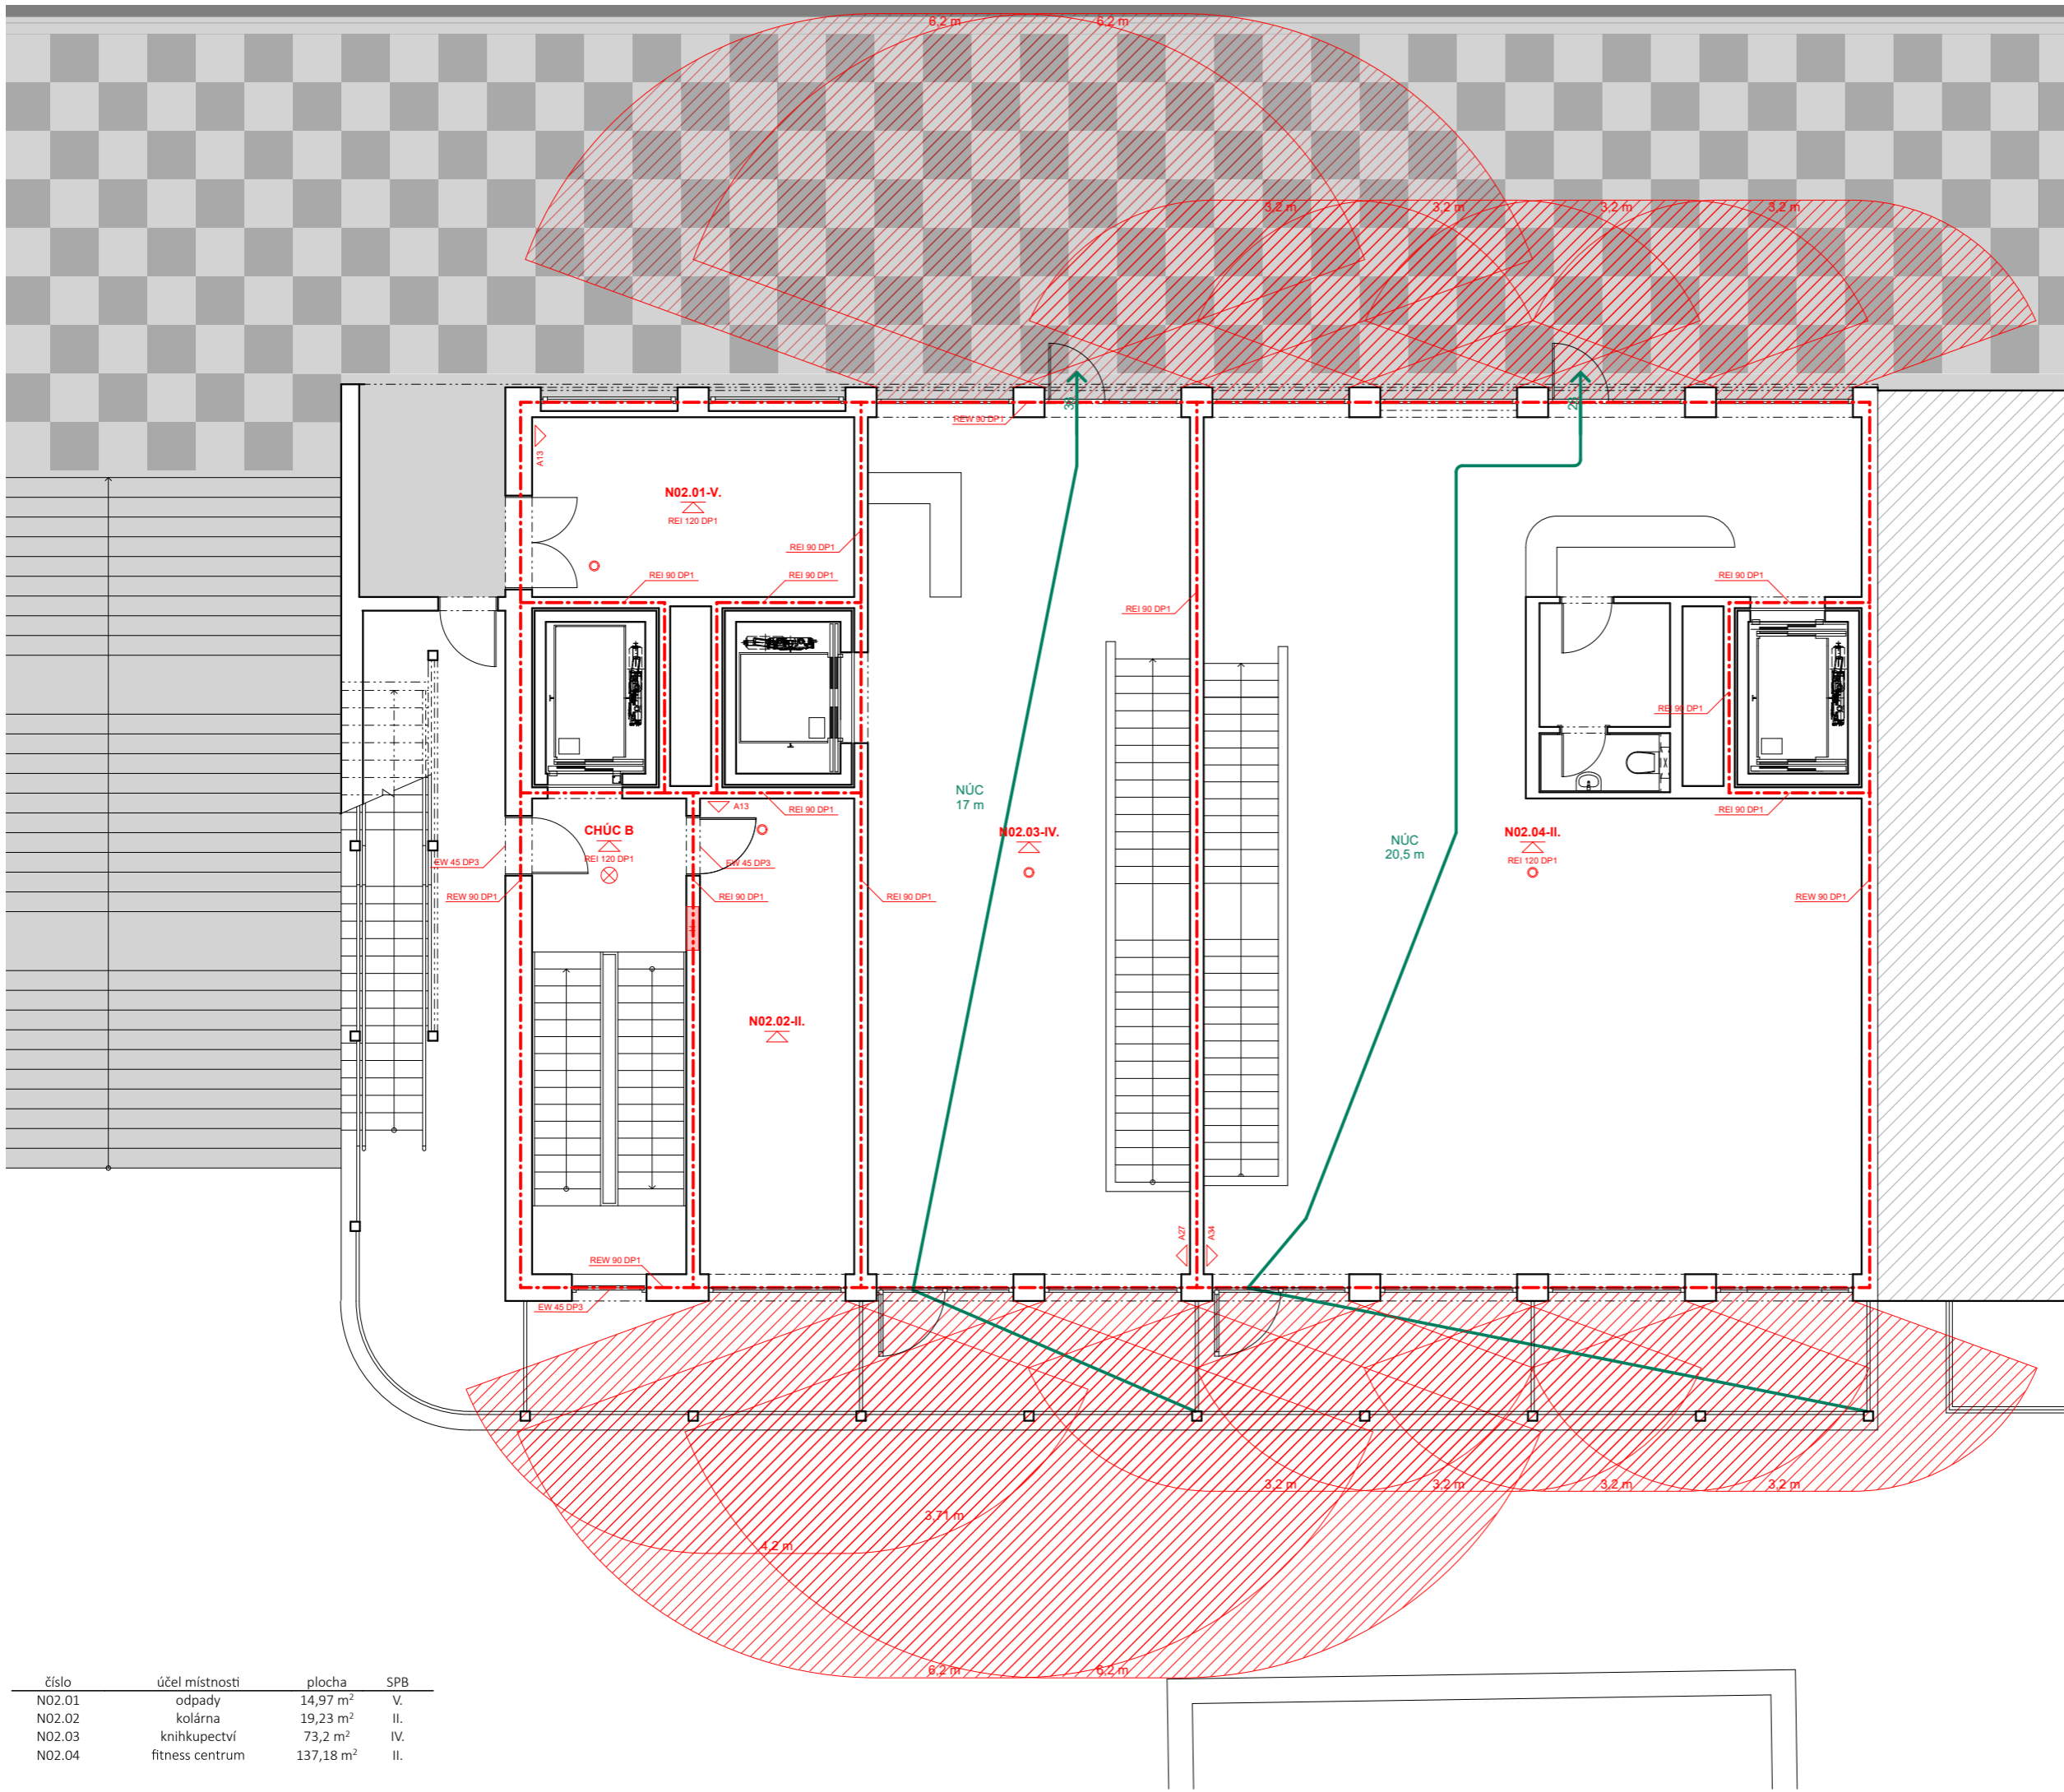 6,2 m 6,2 m
3,2 m 3,2 m 3,2 m 3,2 m
REW 90 DP1
A13
N02.01-V.
REI 120 DP1
REI 90 DP1
REI 90 DP1 REI 90 DP1 REI 90 DP1
REI 90 DP1
REI 90 DP1
A13 REI 90 DP1 REI 90 DP1
NÚC
17 m
CHÚC B N02.03-IV. N02.04-II.
NÚC
20,5 m
EW 45 DP3 REI 120 DP1 EW 45 DP3 REI 120 DP1
REW 90 DP1 REI 90 DP1 REI 90 DP1 REW 90 DP1
N02.02-II.
A27 A34
REW 90 DP1
EW 45 DP3
3,2 m 3,2 m 3,2 m 3,2 m
3,71 m
4,2 m
6,2 m 6,2 m
číslo účel místnosti plocha SPB
N02.01 odpady 14,97 m² V.
N02.02 kolárna 19,23 m² II.
N02.03 knihkupectví 73,2 m² IV.
N02.04 fitness centrum 137,18 m² II.